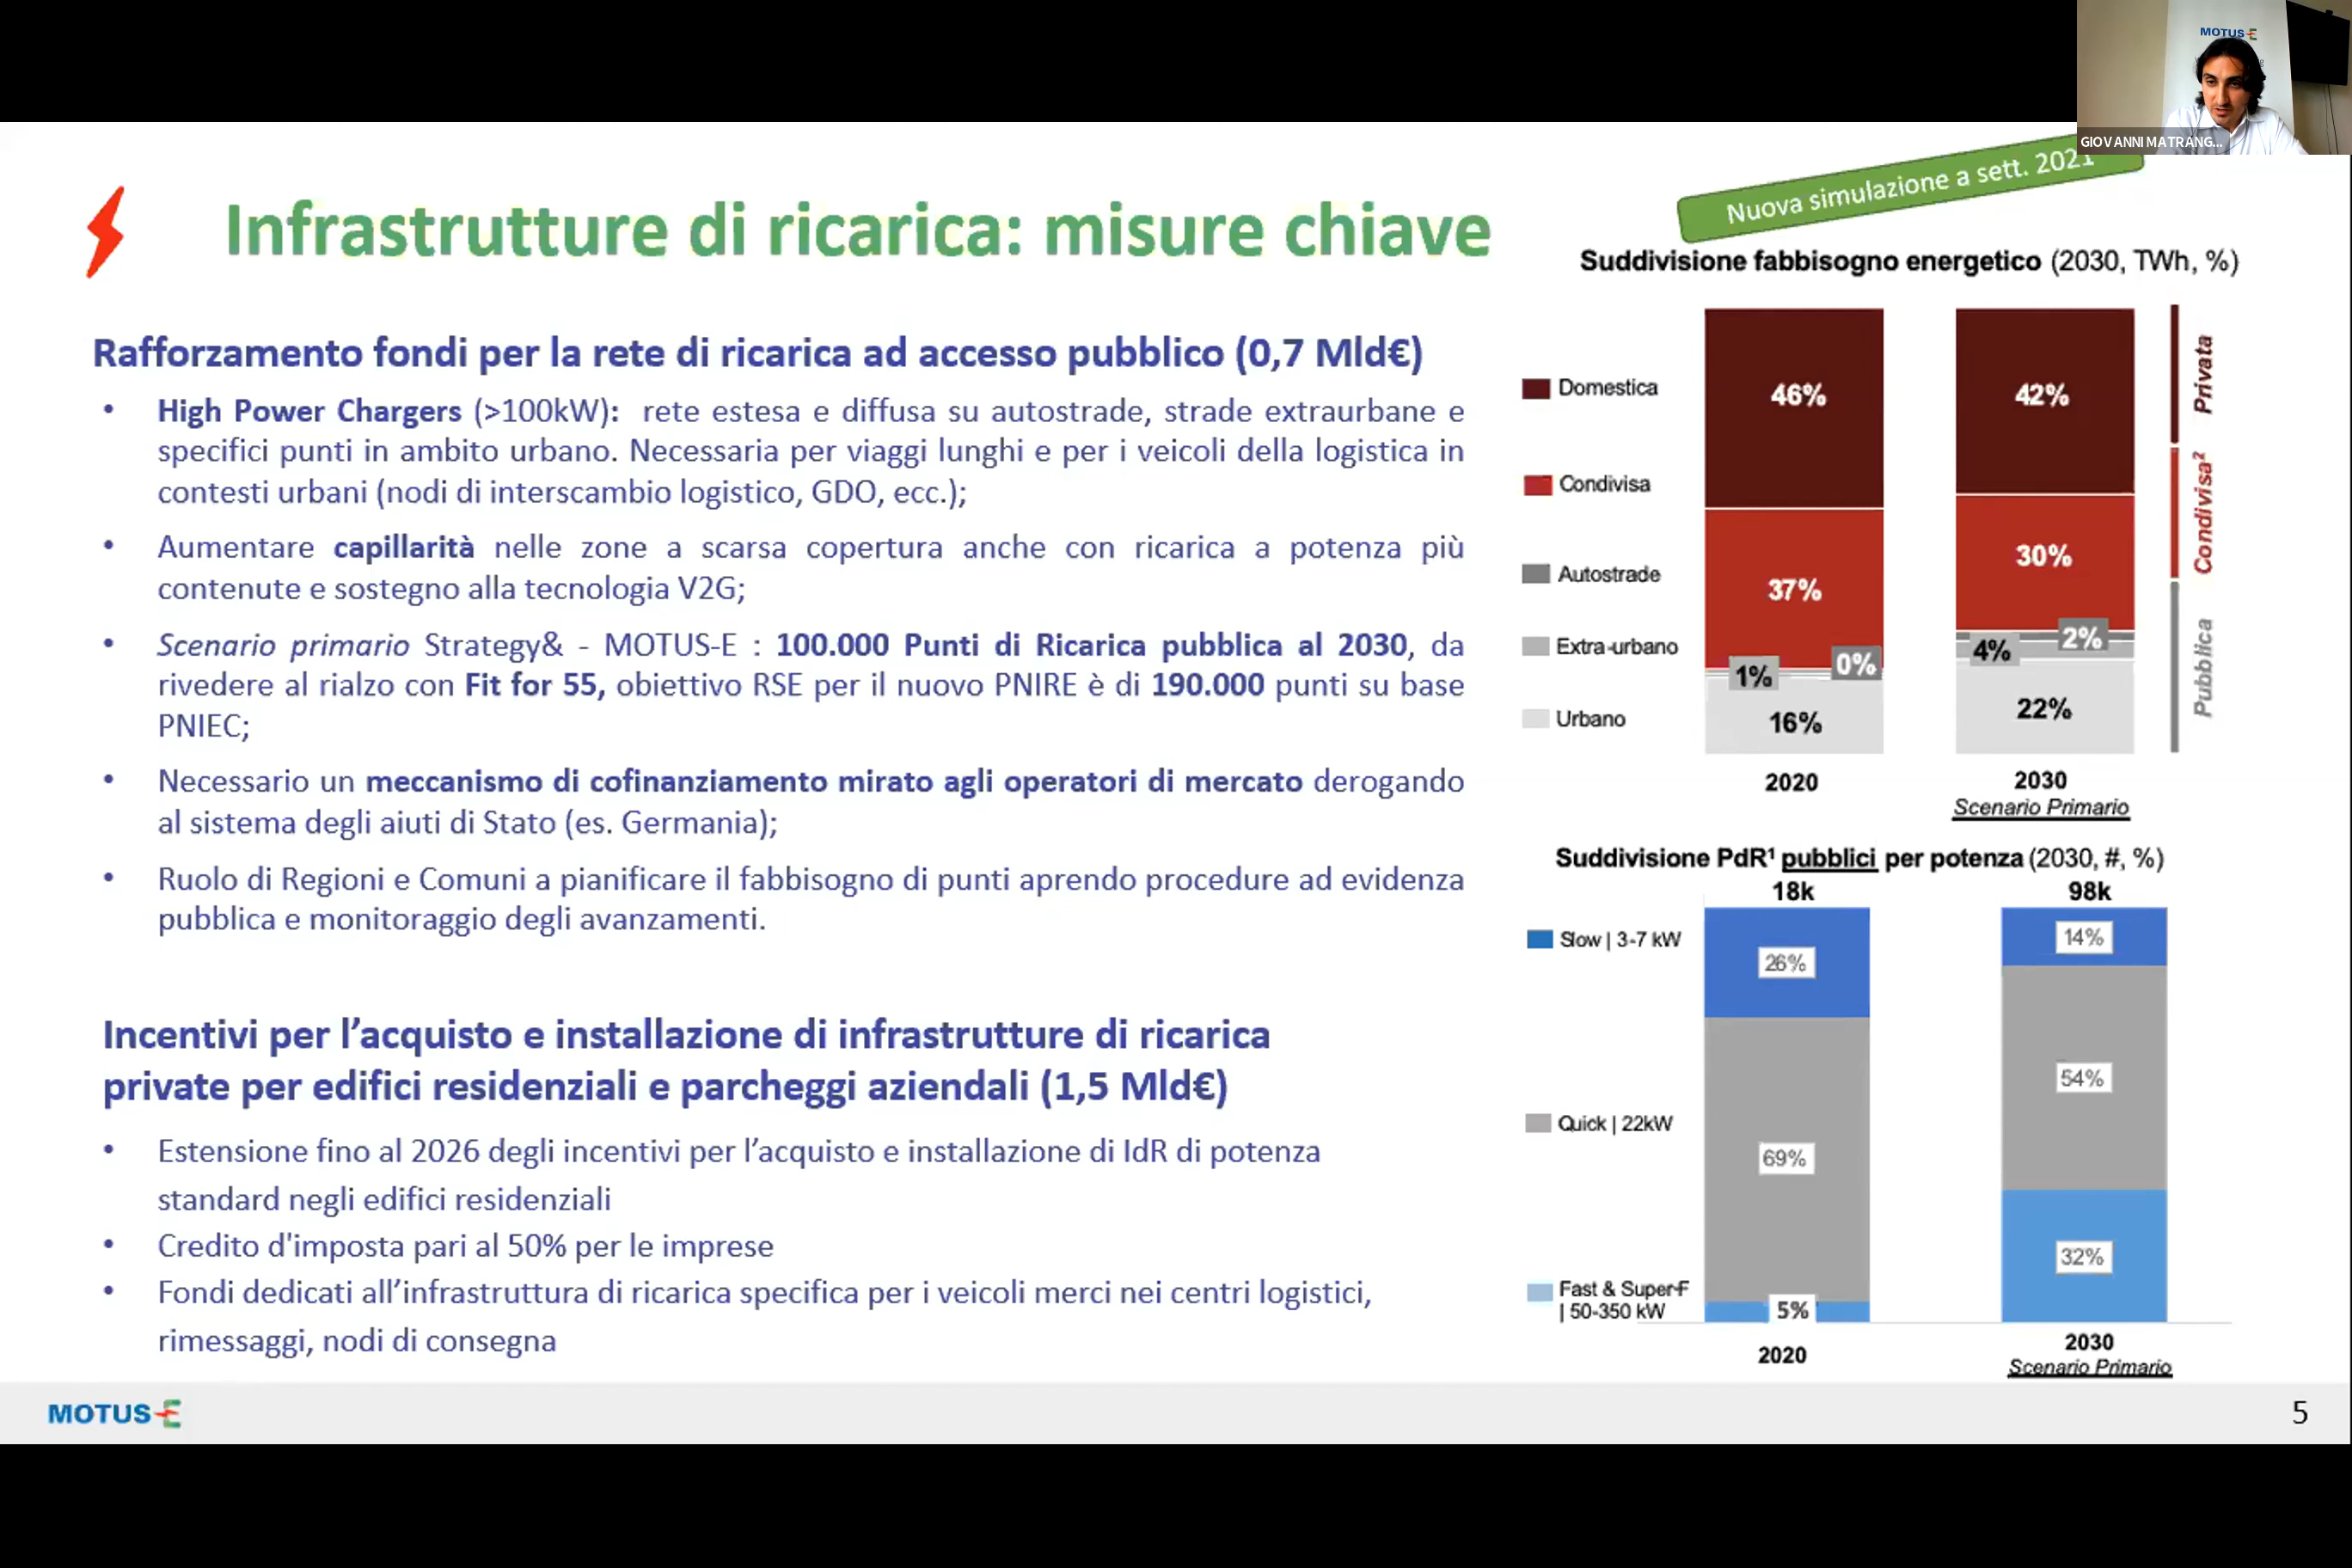 MOTUS-E
GIOVANNI MATRANG...
Nuova simulazione a sett. 2021
Infrastrutture di ricarica: misure chiave
Rafforzamento fondi per la rete di ricarica ad accesso pubblico (0,7 Mld€)
• High Power Chargers (>100kW): rete estesa e diffusa su autostrade, strade extraurbane e
specifici punti in ambito urbano. Necessaria per viaggi lunghi e per i veicoli della logistica in
contesti urbani (nodi di interscambio logistico, GDO, ecc.);
• Aumentare capillarità nelle zone a scarsa copertura anche con ricarica a potenza più
contenute e sostegno alla tecnologia V2G;
• Scenario primario Strategy& - MOTUS-E : 100.000 Punti di Ricarica pubblica al 2030, da
rivedere al rialzo con Fit for 55, obiettivo RSE per il nuovo PNIRE è di 190.000 punti su base
PNIEC;
• Necessario un meccanismo di cofinanziamento mirato agli operatori di mercato derogando
al sistema degli aiuti di Stato (es. Germania);
• Ruolo di Regioni e Comuni a pianificare il fabbisogno di punti aprendo procedure ad evidenza
pubblica e monitoraggio degli avanzamenti.
Incentivi per l’acquisto e installazione di infrastrutture di ricarica
private per edifici residenziali e parcheggi aziendali (1,5 Mld€)
• Estensione fino al 2026 degli incentivi per l’acquisto e installazione di IdR di potenza
standard negli edifici residenziali
• Credito d'imposta pari al 50% per le imprese
• Fondi dedicati all’infrastruttura di ricarica specifica per i veicoli merci nei centri logistici,
rimessaggi, nodi di consegna
Suddivisione fabbisogno energetico (2030, TWh, %)
Domestica
Condivisa
Autostrade
Extra-urbano
Urbano
46%
37%
1%
0%
16%
2020
42%
30%
4%
2%
22%
2030
Scenario Primario
Privata
Condivisa²
Pubblica
Suddivisione PdR¹ pubblici per potenza (2030, #, %)
18k
98k
Slow | 3-7 kW
Quick | 22kW
Fast & Super-F
| 50-350 kW
26%
69%
5%
2020
14%
54%
32%
2030
Scenario Primario
MOTUS-E
5